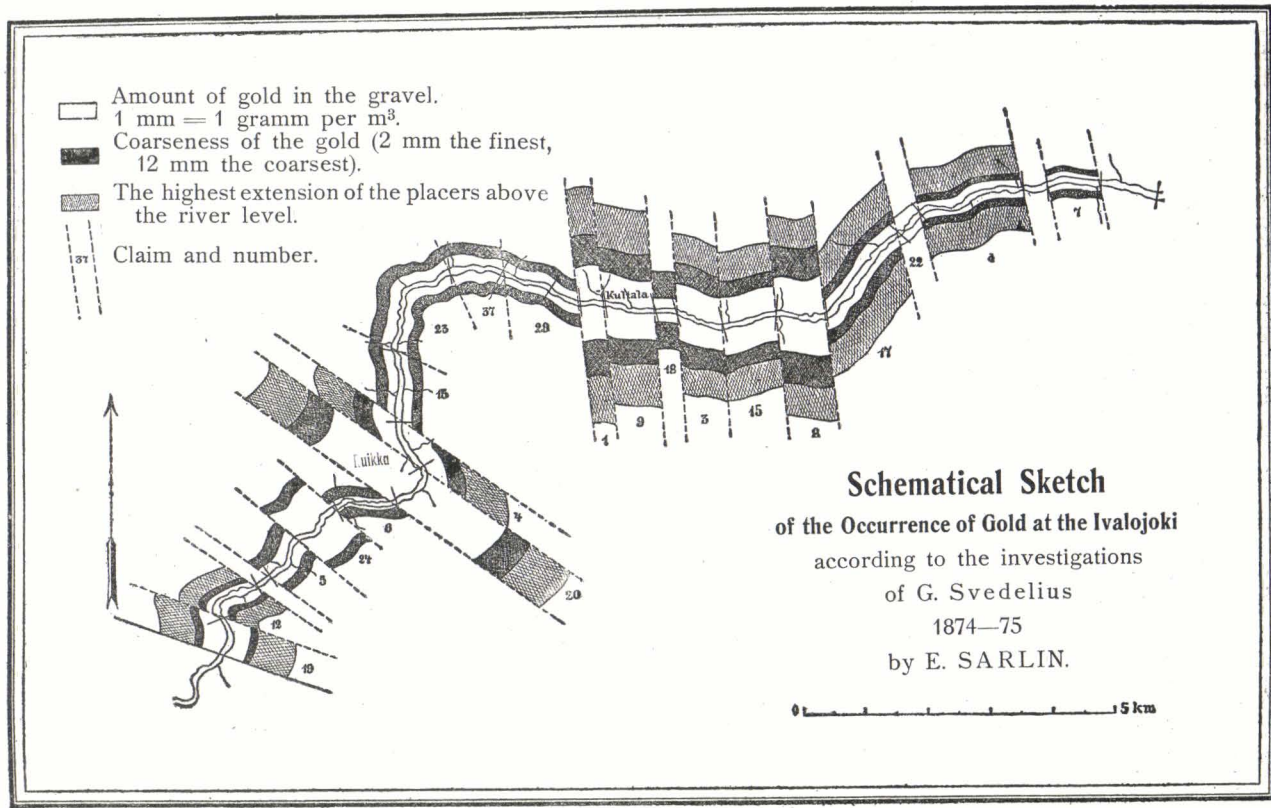 Amount of gold in the gravel.
1 mm = 1 gramm per m³.
Coarseness of the gold (2 mm the finest,
12 mm the coarsest).
The highest extension of the placers above
the river level.
37 Claim and number.
Kultala
23 37 29
18
15
1 9 3 15 8
17
22
4
7
4
20
6
24
5
12
19
Schematical Sketch
of the Occurrence of Gold at the Ivalojoki
according to the investigations
of G. Svedelius
1874—75
by E. SARLIN.
0 5 km